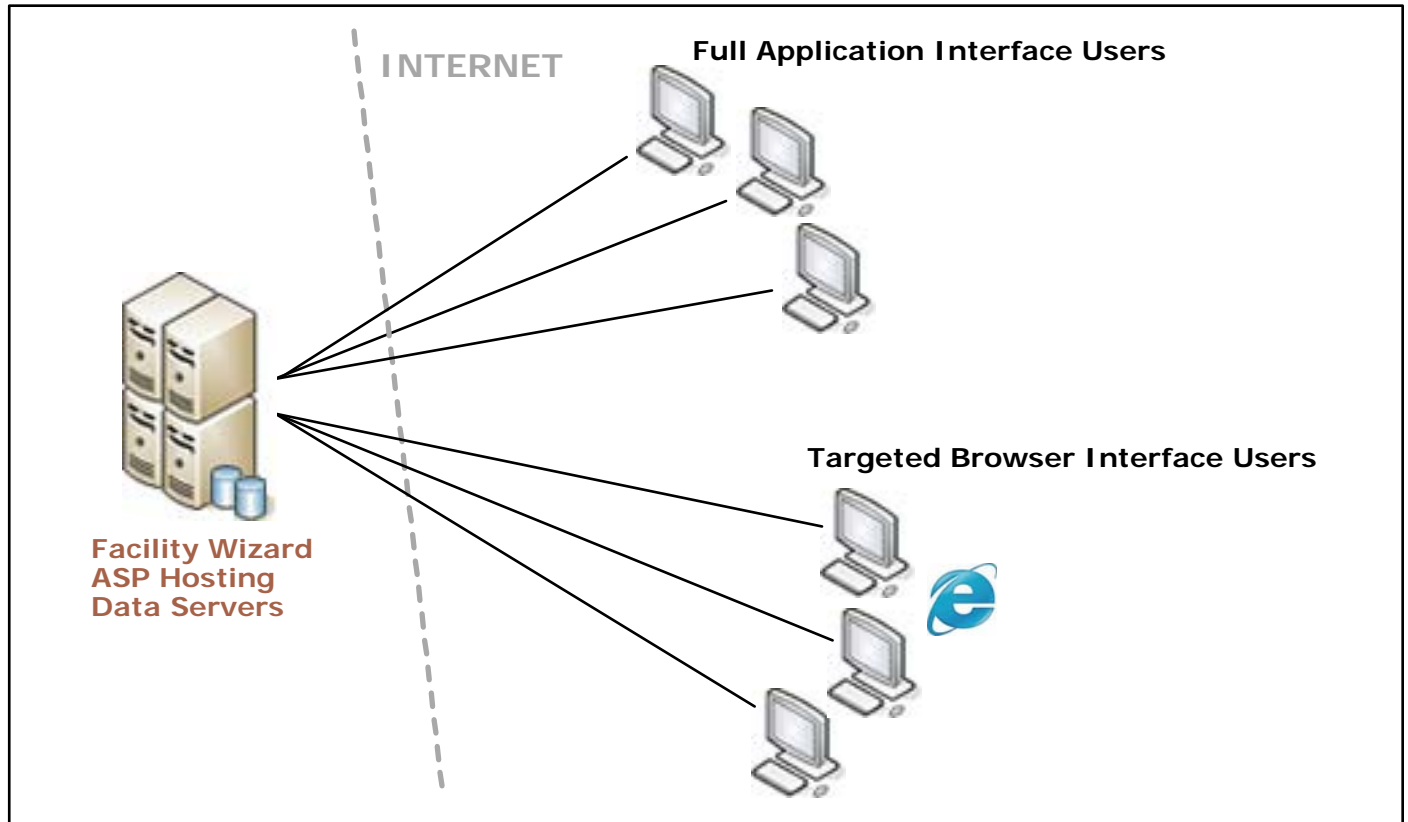 INTERNET
Full Application Interface Users
Targeted Browser Interface Users
Facility Wizard
ASP Hosting
Data Servers